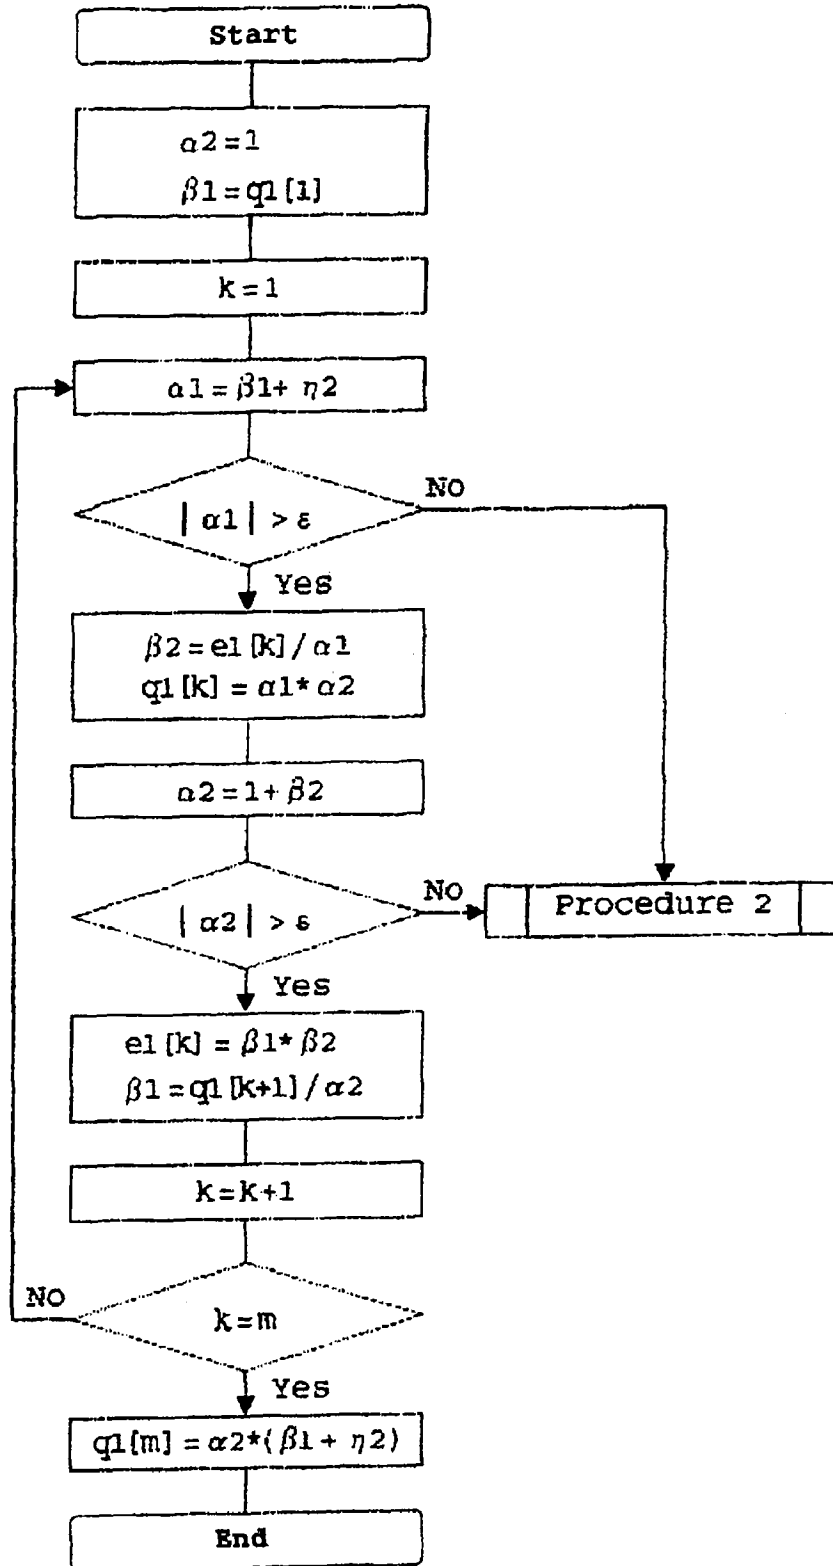 Start
α2=1
β1=q1[1]
k=1
α1=β1+ η2
|α1|>ε
No
Yes
β2=e1[k]/α1
q1[k]=α1*α2
α2=1+β2
|α2|>ε
No
Procedure 2
Yes
e1[k]=β1*β2
β1=q1[k+1]/α2
k=k+1
No
k=m
Yes
q1[m]=α2*(β1+ η2)
End